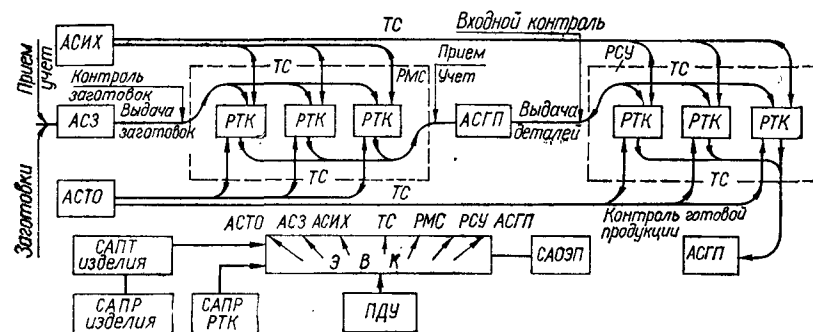 ТС
Входной контроль
АСИХ
Прием
учет
Контроль
заготовок
ТС
РМС
Прием
Учет
РСУ
ТС
АСЗ
Выдача
заготовок
РТК
РТК
РТК
АСГП
Выдача
деталей
РТК
РТК
РТК
ТС
ТС
Заготовки
АСТО
ТС
Контроль готовой
продукции
АСТО АСЗ АСИХ ТС РМС РСУ АСГП
АСГП
САПТ
изделия
Э В К
САОЭП
САПР
изделия
САПР
РТК
ПДУ